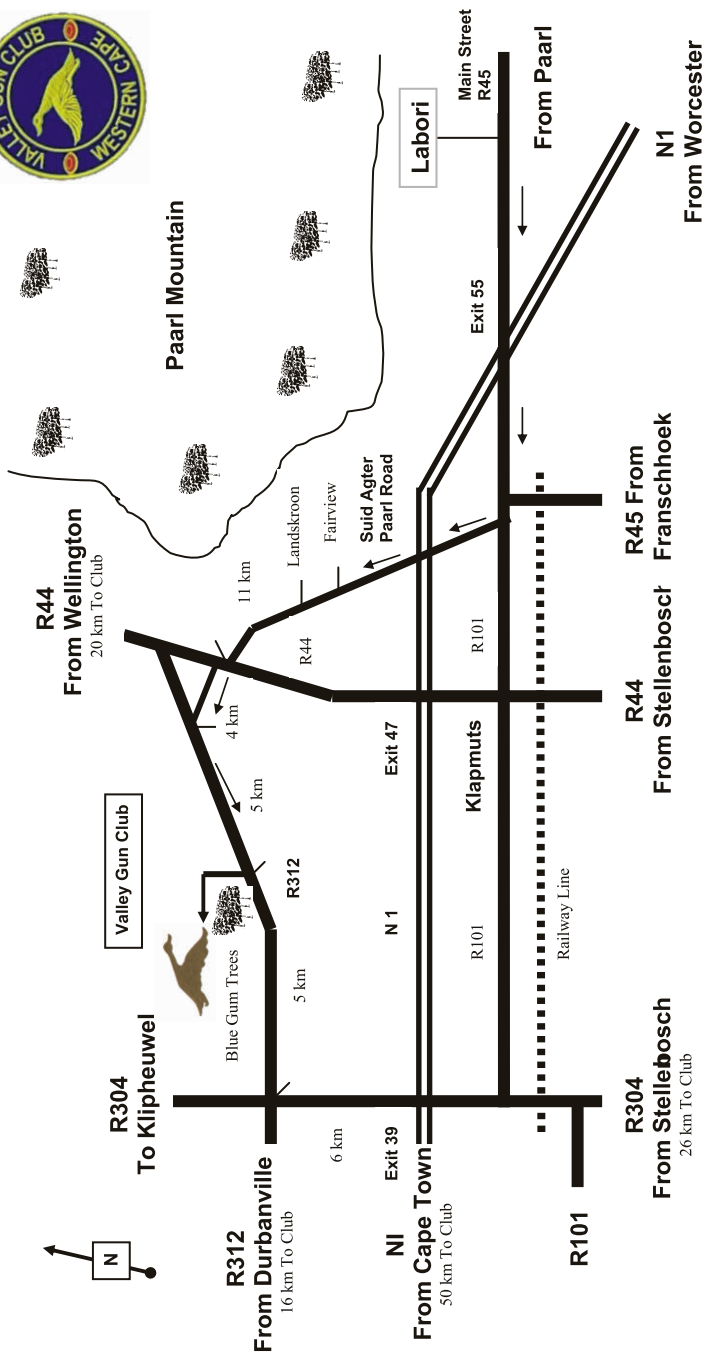 VALLEY GUN CLUB
WESTERN CAPE
N
R304
To Klipheuwel
Valley Gun Club
R44
From Wellington
20 km To Club
Paarl Mountain
R312
From Durbanville
16 km To Club
Blue Gum Trees
5 km
R312
5 km
4 km
11 km
R44
Landskroon
Fairview
Suid Agter
Paarl Road
Labori
Main Street
R45
From Paarl
6 km
NI
From Cape Town
50 km To Club
Exit 39
N 1
Exit 47
Exit 55
N1
From Worcester
R101
Klapmuts
R101
Railway Line
R101
R304
From Stellebosch
26 km To Club
R44
From Stellenbosch
R45 From
Franschhoek